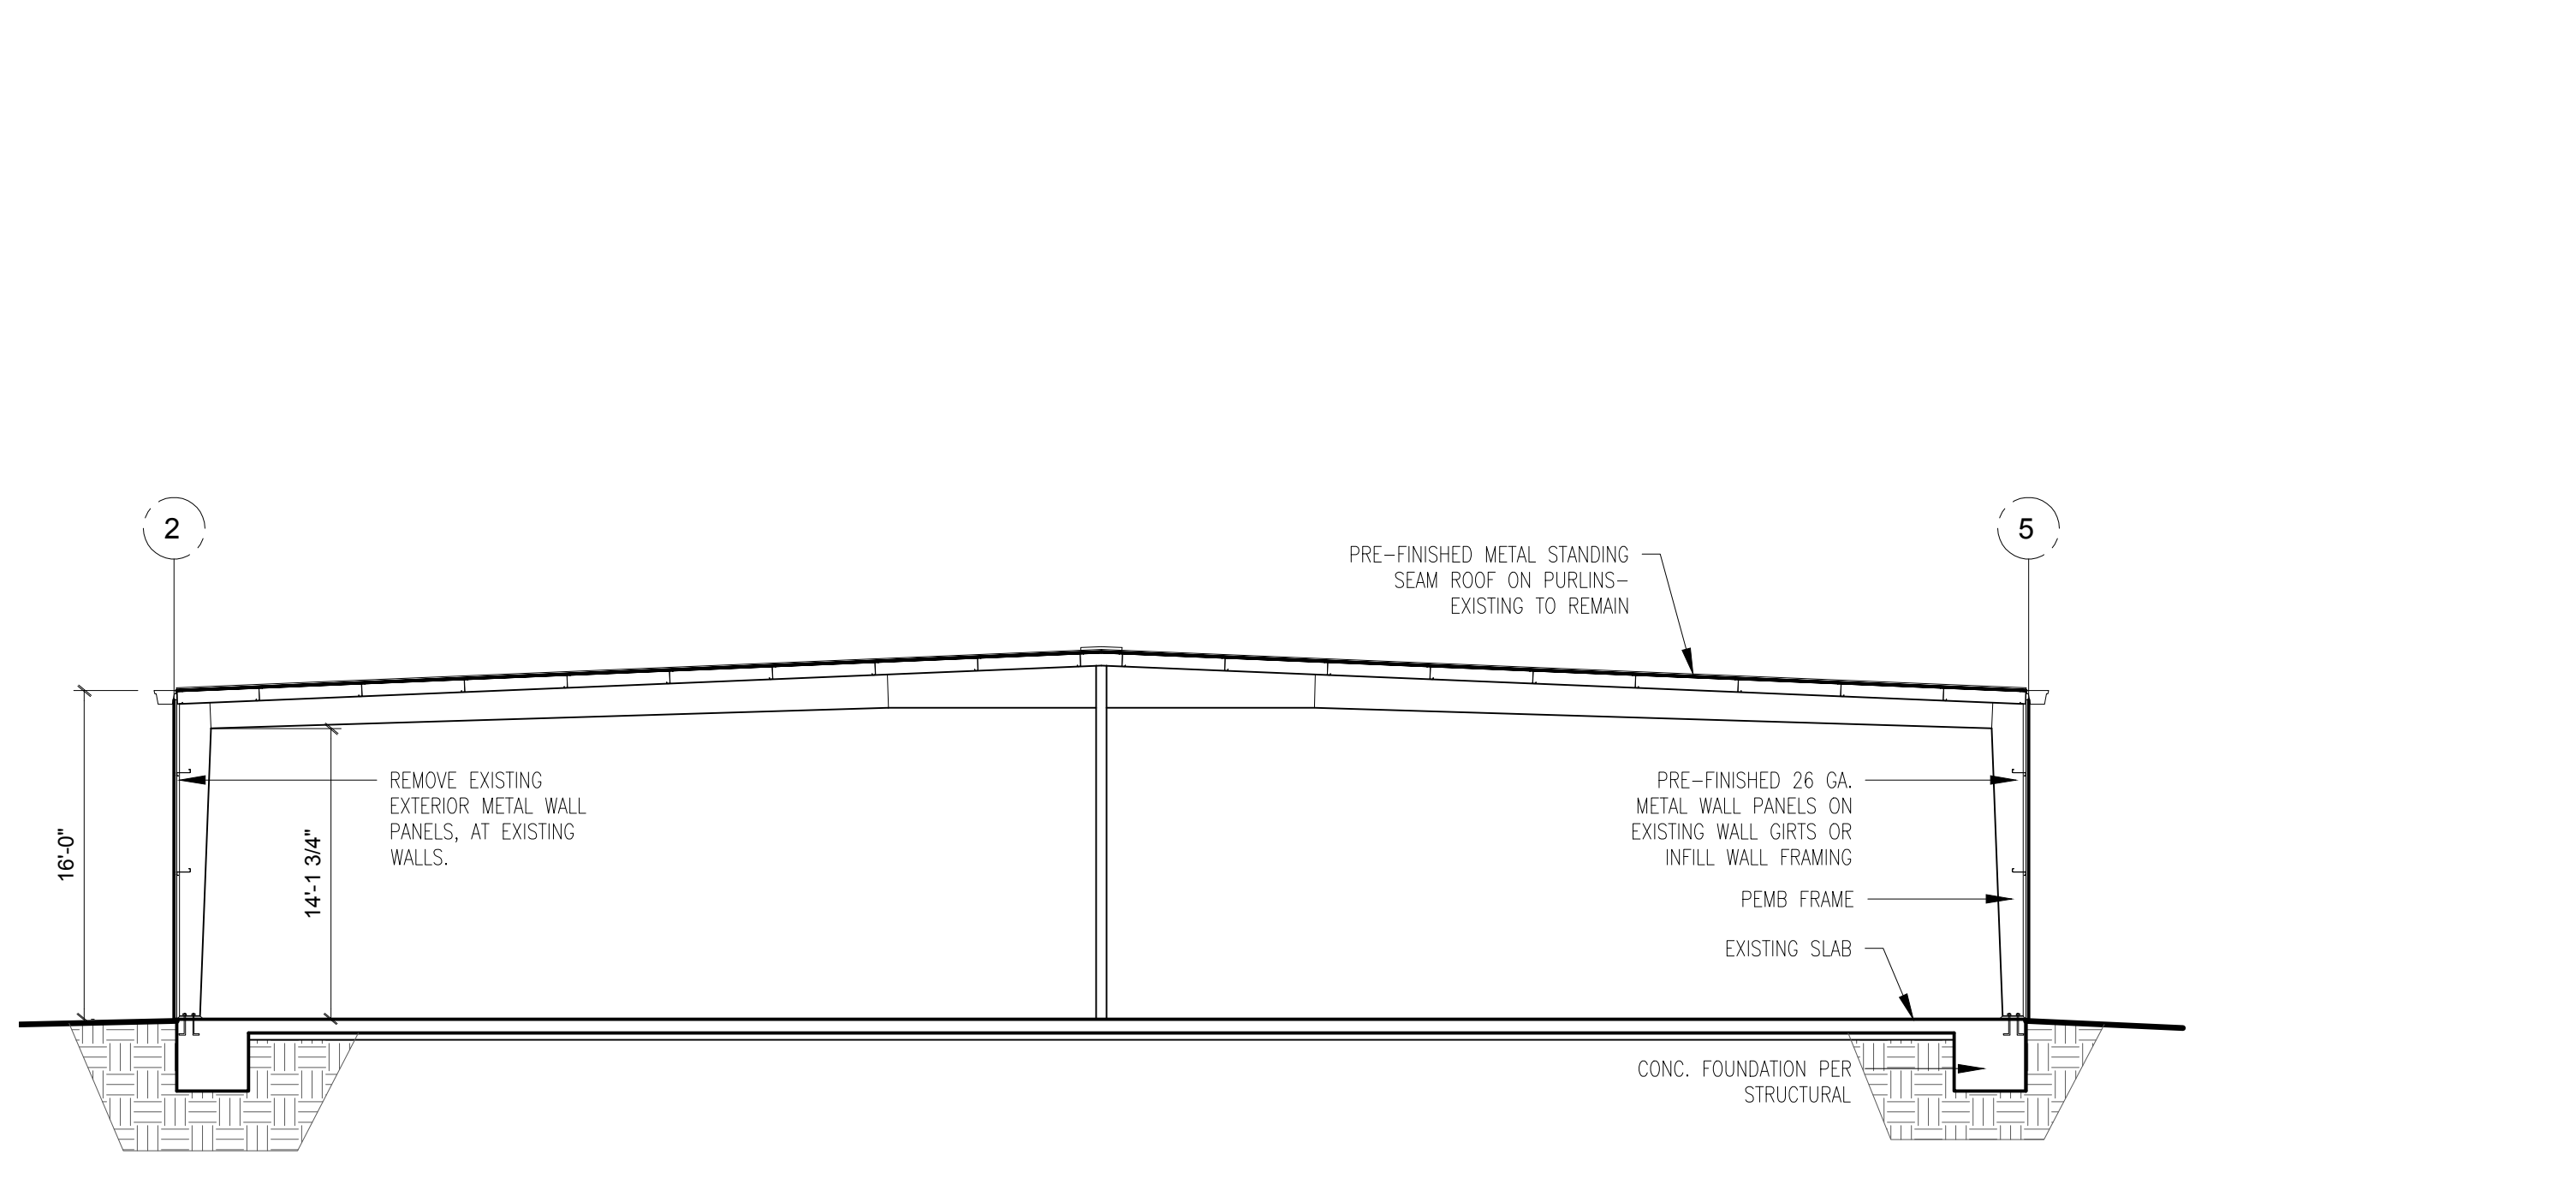 2
5
PRE-FINISHED METAL STANDING
SEAM ROOF ON PURLINS-
EXISTING TO REMAIN
16'-0"
14'-1 3/4"
REMOVE EXISTING
EXTERIOR METAL WALL
PANELS, AT EXISTING
WALLS.
PRE-FINISHED 26 GA.
METAL WALL PANELS ON
EXISTING WALL GIRTS OR
INFILL WALL FRAMING
PEMB FRAME
EXISTING SLAB
CONC. FOUNDATION PER
STRUCTURAL